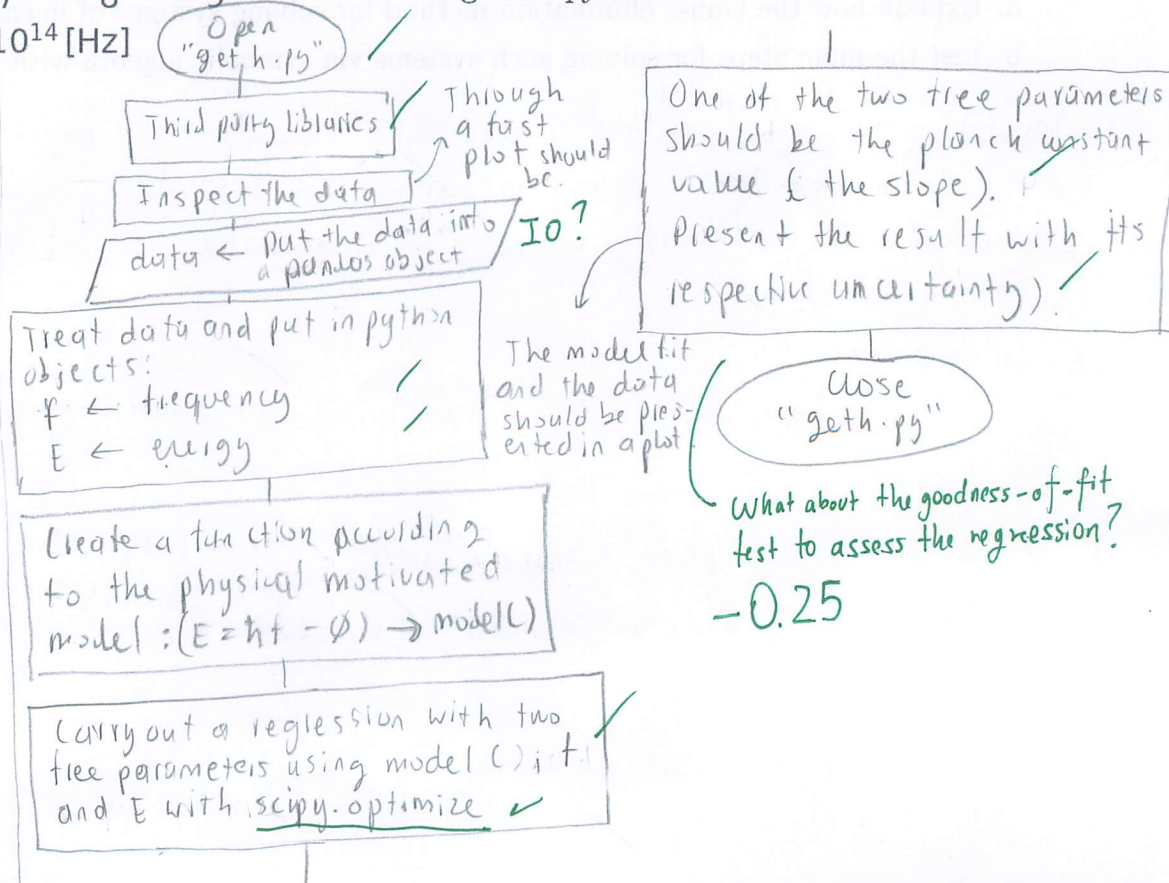 10¹⁴ [Hz]
Open
"geth.py"
Third party libraries
Inspect the data
Through
a fast
plot should
be
data ← put the data into
a pandas object
IO?
Treat data and put in python
objects:
f ← frequency
E ← energy
Create a function according
to the physical motivated
model : (E = hf - Ø) → model()
Carry out a regression with two
free parameters using model(), f
and E with scipy.optimize
One of the two free parameters
should be the planck constant
value (the slope).
Present the result with its
respective uncertainty)
The model fit
and the data
should be pres-
ented in a plot
Close
"geth.py"
What about the goodness-of-fit
test to assess the regression?
-0.25